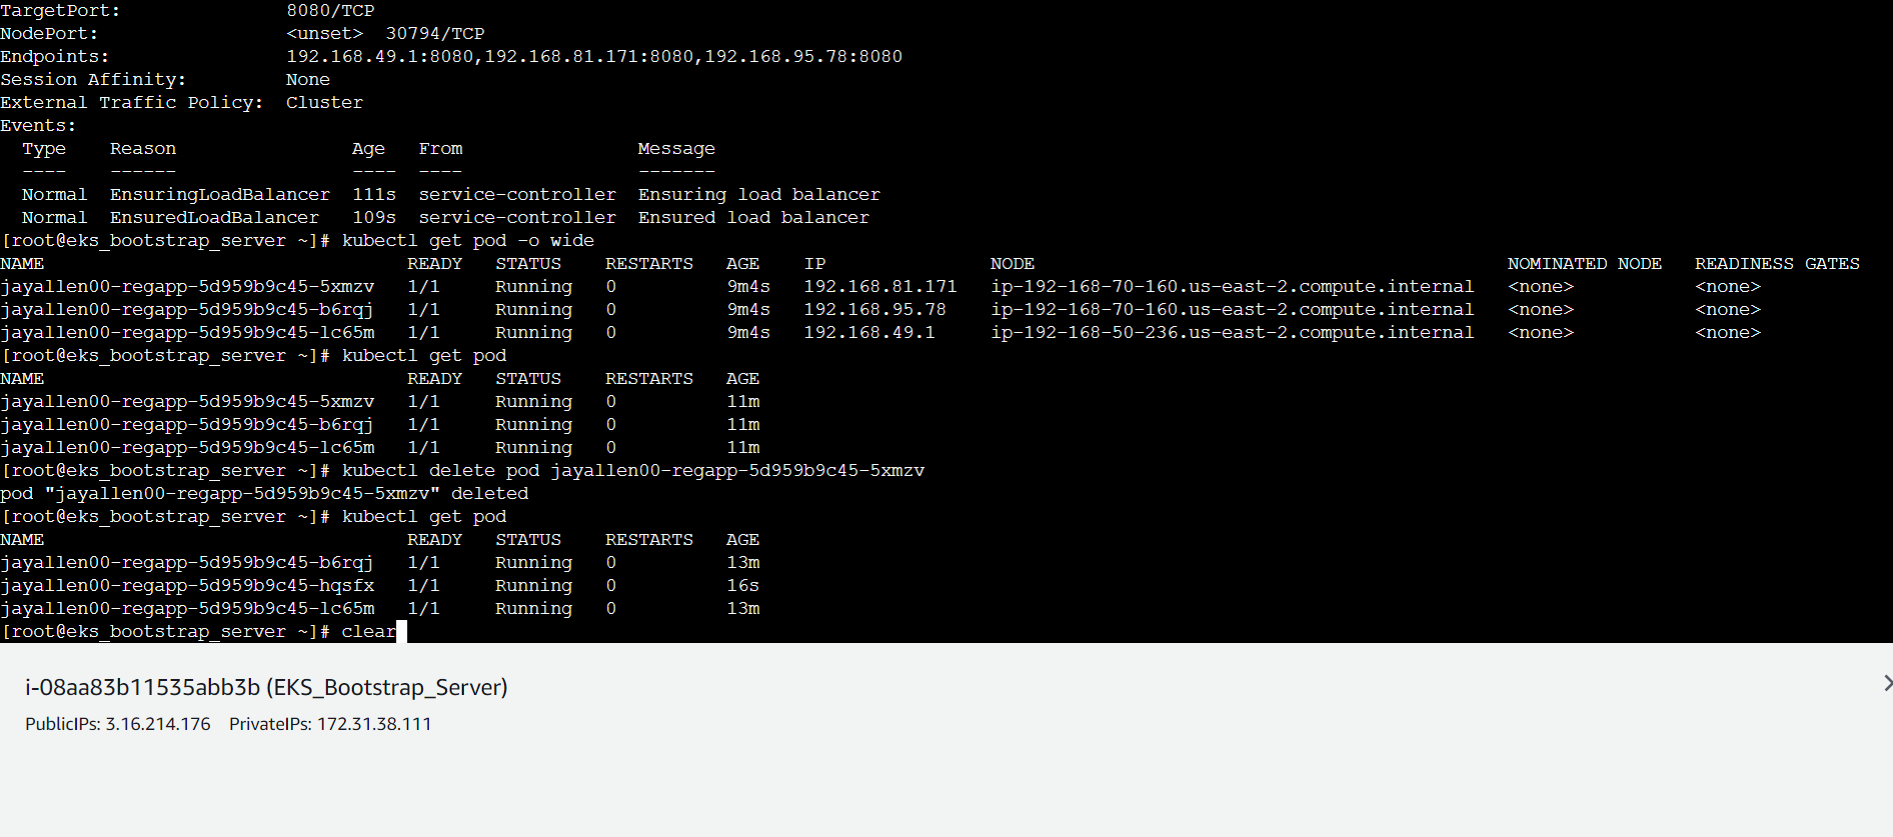 TargetPort: 8080/TCP
NodePort: <unset> 30794/TCP
Endpoints: 192.168.49.1:8080,192.168.81.171:8080,192.168.95.78:8080
Session Affinity: None
External Traffic Policy: Cluster
Events:
Type Reason Age From Message
---- ------ ---- ---- -------
Normal EnsuringLoadBalancer 111s service-controller Ensuring load balancer
Normal EnsuredLoadBalancer 109s service-controller Ensured load balancer
[root@eks_bootstrap_server ~]# kubectl get pod -o wide
NAME READY STATUS RESTARTS AGE IP NODE NOMINATED NODE READINESS GATES
jayallen00-regapp-5d959b9c45-5xmzv 1/1 Running 0 9m4s 192.168.81.171 ip-192-168-70-160.us-east-2.compute.internal <none> <none>
jayallen00-regapp-5d959b9c45-b6rqj 1/1 Running 0 9m4s 192.168.95.78 ip-192-168-70-160.us-east-2.compute.internal <none> <none>
jayallen00-regapp-5d959b9c45-lc65m 1/1 Running 0 9m4s 192.168.49.1 ip-192-168-50-236.us-east-2.compute.internal <none> <none>
[root@eks_bootstrap_server ~]# kubectl get pod
NAME READY STATUS RESTARTS AGE
jayallen00-regapp-5d959b9c45-5xmzv 1/1 Running 0 11m
jayallen00-regapp-5d959b9c45-b6rqj 1/1 Running 0 11m
jayallen00-regapp-5d959b9c45-lc65m 1/1 Running 0 11m
[root@eks_bootstrap_server ~]# kubectl delete pod jayallen00-regapp-5d959b9c45-5xmzv
pod "jayallen00-regapp-5d959b9c45-5xmzv" deleted
[root@eks_bootstrap_server ~]# kubectl get pod
NAME READY STATUS RESTARTS AGE
jayallen00-regapp-5d959b9c45-b6rqj 1/1 Running 0 13m
jayallen00-regapp-5d959b9c45-hqsfx 1/1 Running 0 16s
jayallen00-regapp-5d959b9c45-lc65m 1/1 Running 0 13m
[root@eks_bootstrap_server ~]# clear
i-08aa83b11535abb3b (EKS_Bootstrap_Server)
PublicIPs: 3.16.214.176 PrivateIPs: 172.31.38.111